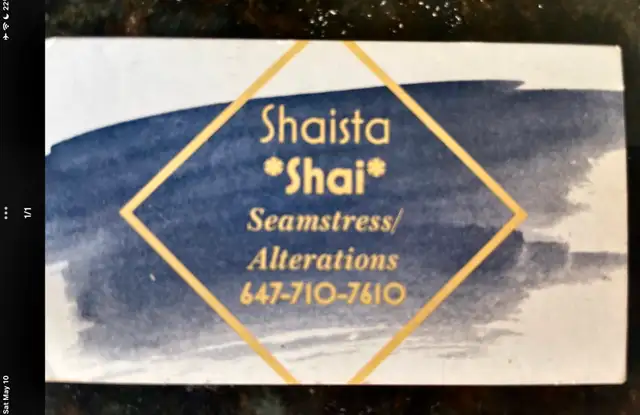 Shaista
*Shai*
Seamstress/
Alterations
647-710-7610
Sat May 10
1/1